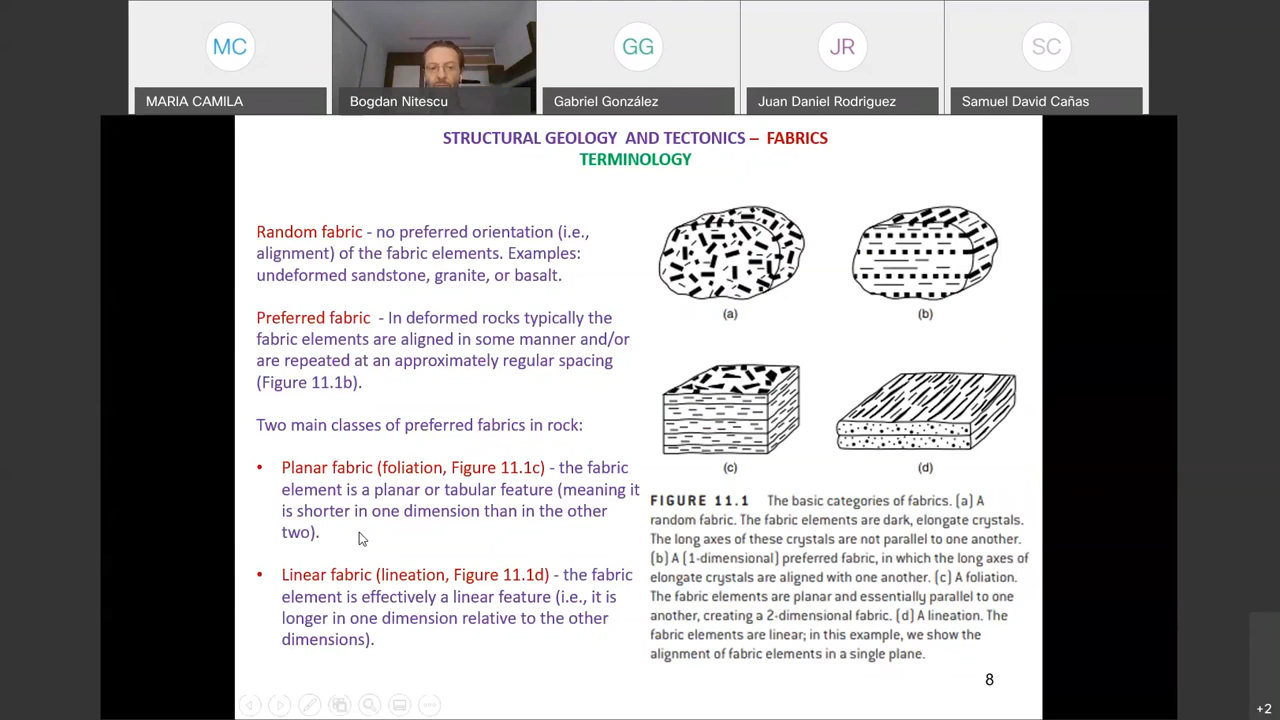 MC
GG
JR
SC
MARIA CAMILA
Bogdan Nitescu
Gabriel González
Juan Daniel Rodriguez
Samuel David Cañas
STRUCTURAL GEOLOGY AND TECTONICS – FABRICS
TERMINOLOGY
Random fabric - no preferred orientation (i.e.,
alignment) of the fabric elements. Examples:
undeformed sandstone, granite, or basalt.
Preferred fabric - In deformed rocks typically the
fabric elements are aligned in some manner and/or
are repeated at an approximately regular spacing
(Figure 11.1b).
Two main classes of preferred fabrics in rock:
• Planar fabric (foliation, Figure 11.1c) - the fabric
element is a planar or tabular feature (meaning it
is shorter in one dimension than in the other
two).
• Linear fabric (lineation, Figure 11.1d) - the fabric
element is effectively a linear feature (i.e., it is
longer in one dimension relative to the other
dimensions).
(a)
(b)
(c)
(d)
FIGURE 11.1 The basic categories of fabrics. (a) A
random fabric. The fabric elements are dark, elongate crystals.
The long axes of these crystals are not parallel to one another.
(b) A (1-dimensional) preferred fabric, in which the long axes of
elongate crystals are aligned with one another. (c) A foliation.
The fabric elements are planar and essentially parallel to one
another, creating a 2-dimensional fabric. (d) A lineation. The
fabric elements are linear; in this example, we show the
alignment of fabric elements in a single plane.
8
+2